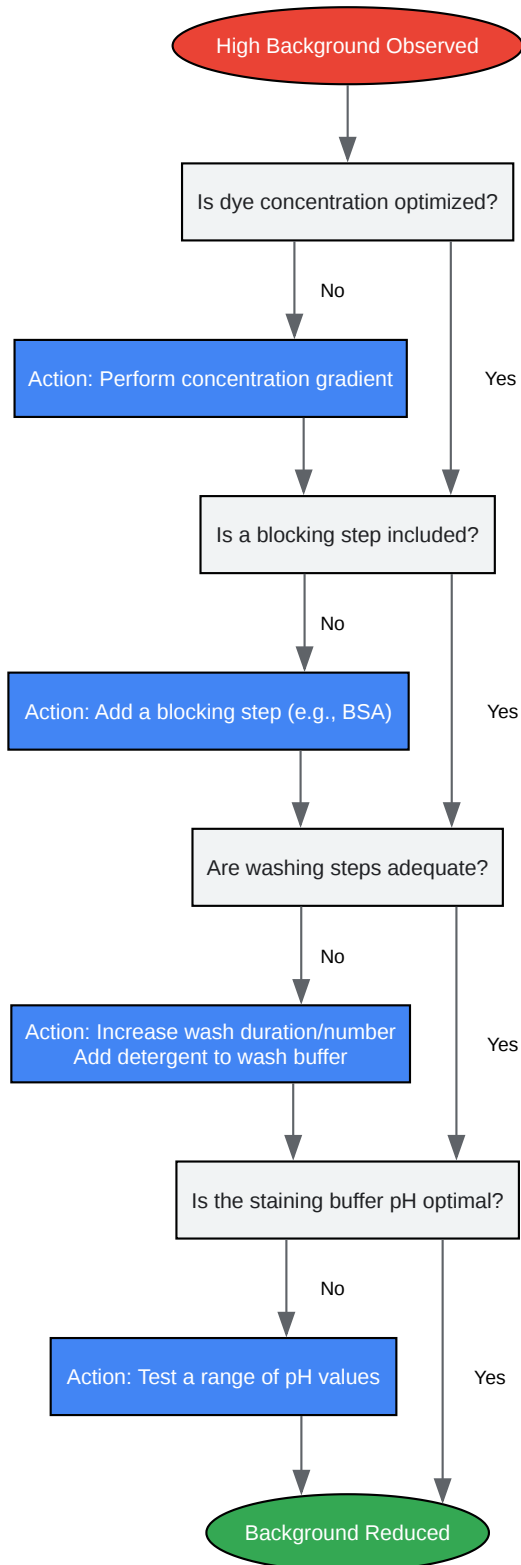 High Background Observed
Is dye concentration optimized?
No
Action: Perform concentration gradient
Yes
Is a blocking step included?
No
Action: Add a blocking step (e.g., BSA)
Yes
Are washing steps adequate?
No
Action: Increase wash duration/number
Add detergent to wash buffer
Yes
Is the staining buffer pH optimal?
No
Action: Test a range of pH values
Yes
Background Reduced